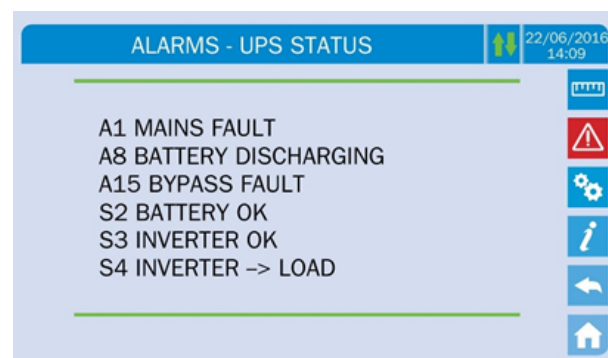 ALARMS - UPS STATUS
22/06/2016
14:09
A1 MAINS FAULT
A8 BATTERY DISCHARGING
A15 BYPASS FAULT
S2 BATTERY OK
S3 INVERTER OK
S4 INVERTER –> LOAD
i